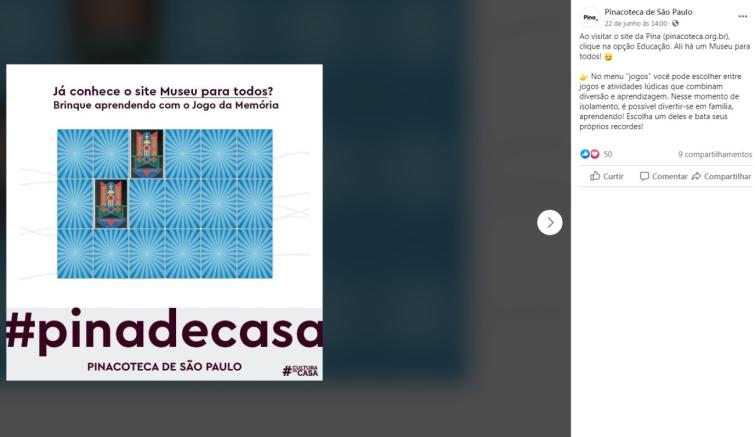 Já conhece o site Museu para todos?
Brinque aprendendo com o Jogo da Memória
#pinadecasa
PINACOTECA DE SÃO PAULO
#CULTURA
EM CASA
Pina_
Pinacoteca de São Paulo
22 de junho às 14:00 ·
Ao visitar o site da Pina (pinacoteca.org.br),
clique na opção Educação. Ali há um Museu para
todos! 😄
👉 No menu "jogos" você pode escolher entre
jogos e atividades lúdicas que combinam
diversão e aprendizagem. Nesse momento de
isolamento, é possível divertir-se em família,
aprendendo! Escolha um deles e bata seus
próprios recordes!
50
9 compartilhamentos
Curtir
Comentar
Compartilhar